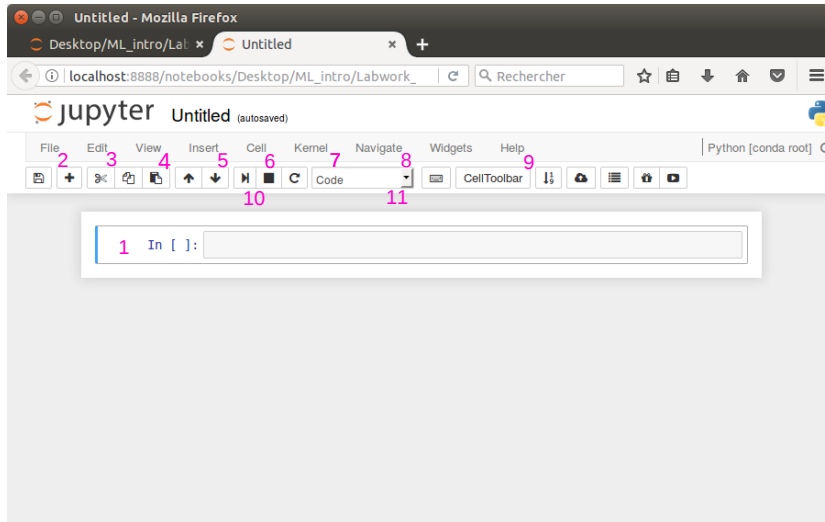 Untitled - Mozilla Firefox
Desktop/ML_intro/Lab × Untitled × +
localhost:8888/notebooks/Desktop/ML_intro/Labwork_ Rechercher
jupyter Untitled (autosaved)
File Edit View Insert Cell Kernel Navigate Widgets Help Python [conda root]
2 3 4 5 6 7 8 9
Code CellToolbar
10 11
1 In [ ]: